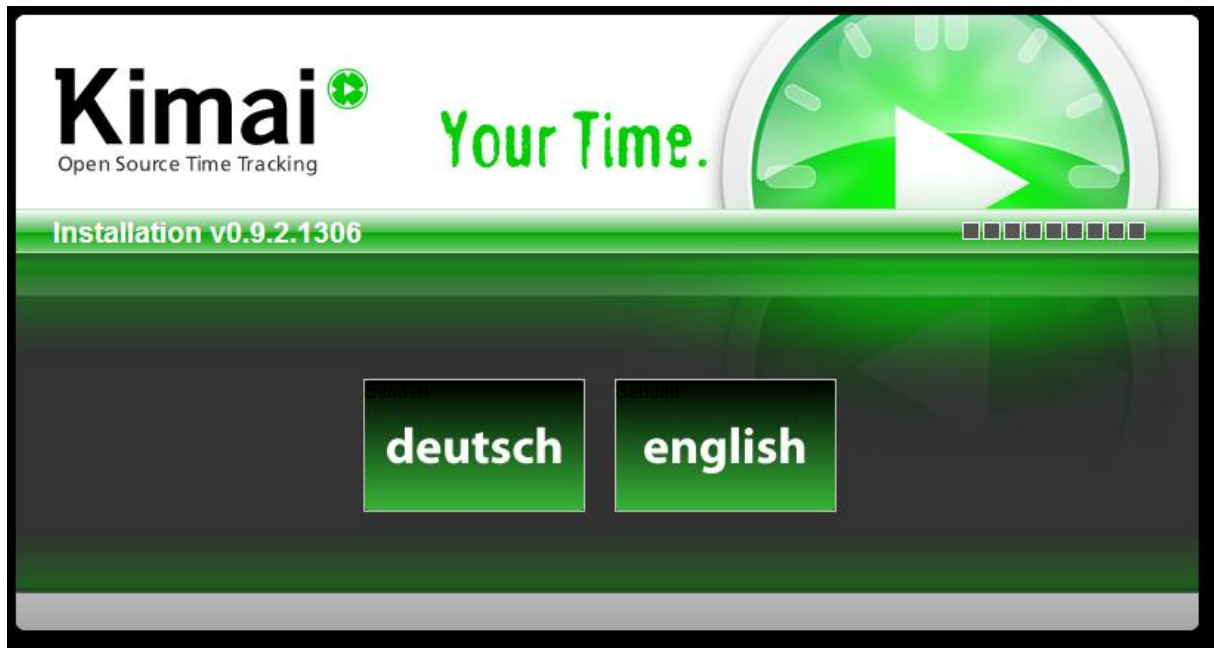 Kimai
Open Source Time Tracking
Your Time.
Installation v0.9.2.1306
Senden Senden
deutsch english